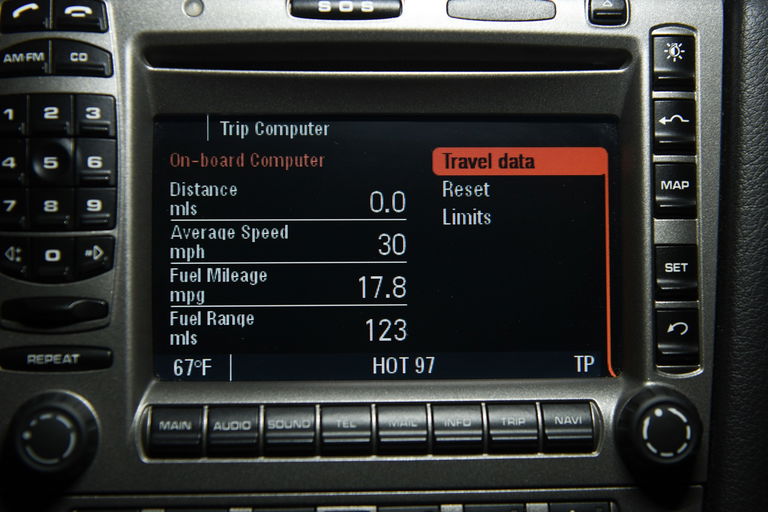 SOS
AM·FM CD
1 2 3
4 5 6
7 8 9
0
REPEAT
Trip Computer
On-board Computer
Distance
mls 0.0
Average Speed
mph 30
Fuel Mileage
mpg 17.8
Fuel Range
mls 123
Travel data
Reset
Limits
67°F HOT 97 TP
MAP
SET
MAIN AUDIO SOUND TEL MAIL INFO TRIP NAVI